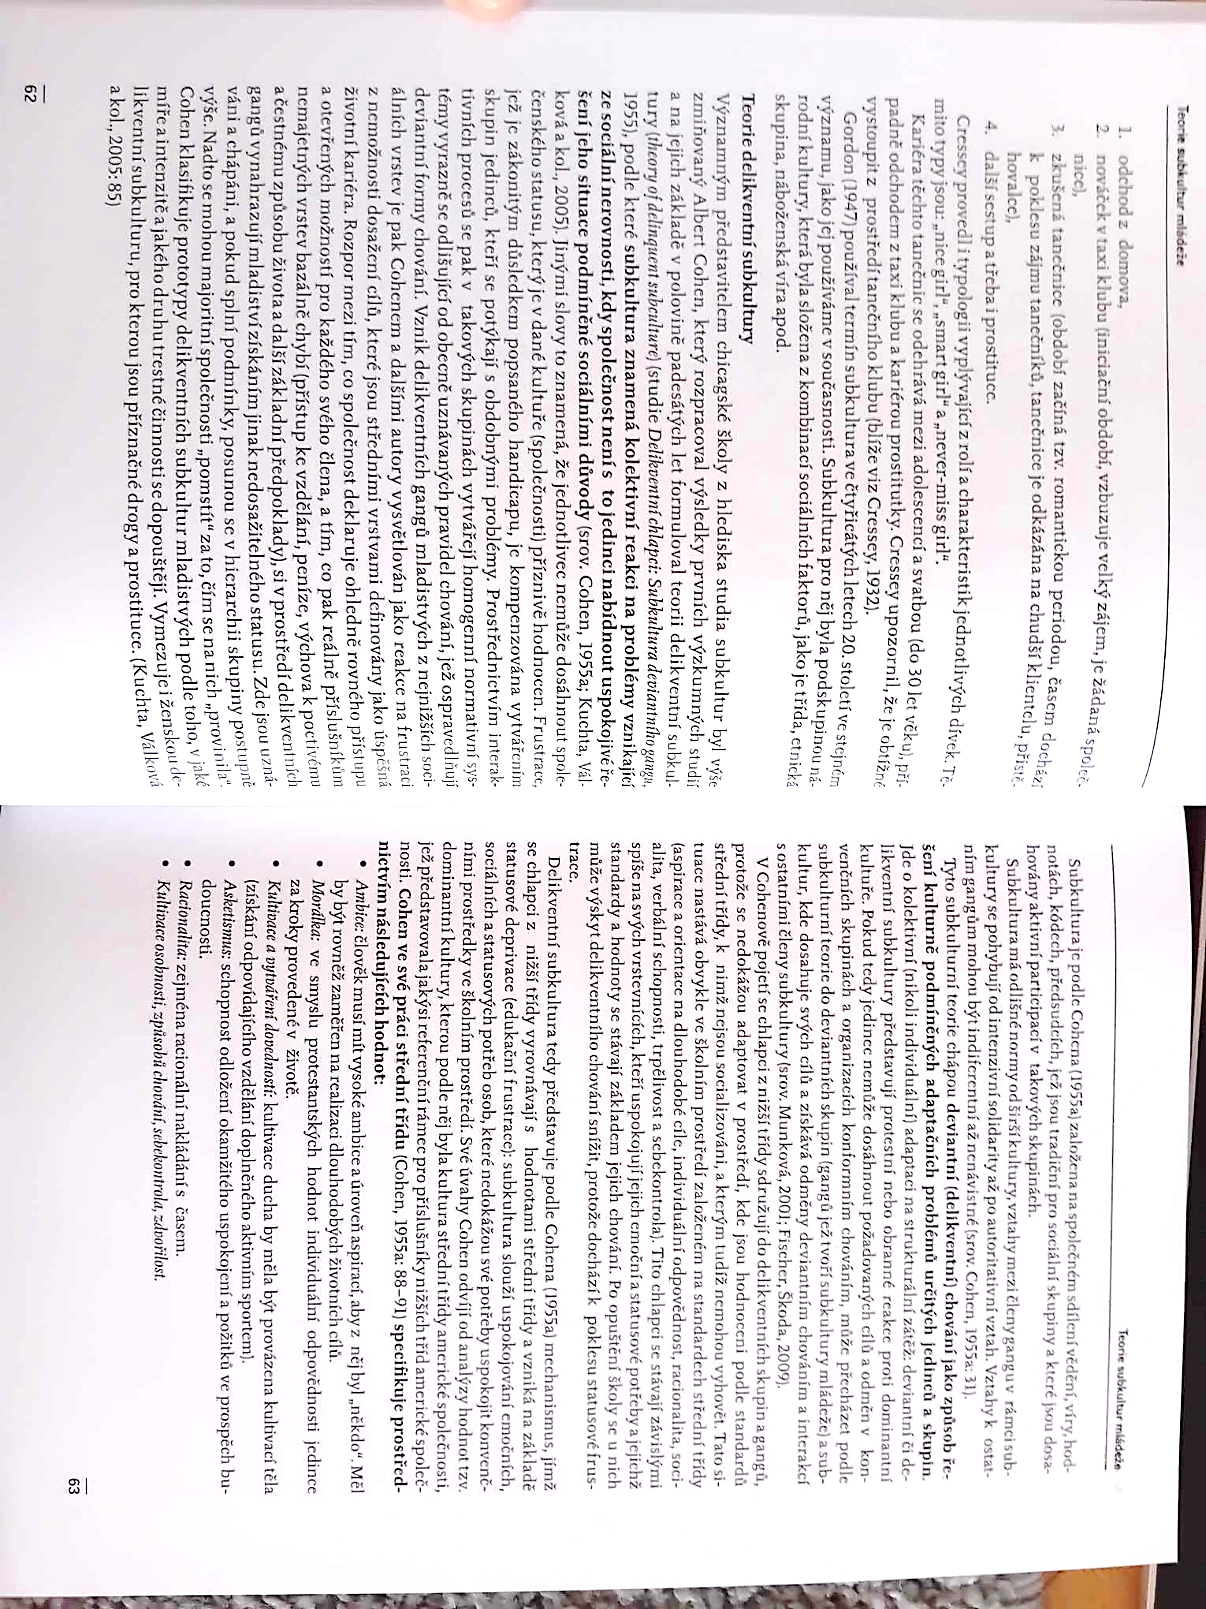 Teorie subkultur mládeže
1. odchod z domova,
2. nováček v taxi klubu (iniciační období, vzbuzuje velký zájem, je žádaná společ-
nice),
3. zkušená tanečnice (období začíná tzv. romantickou periodou, časem dochází
k poklesu zájmu tanečníků, tanečnice je odkázána na chudší klientelu, přistě-
hovalce),
4. další sestup a třeba i prostituce.
Cressey provedl i typologii vyplývající z rolí a charakteristik jednotlivých dívek. Tě-
mito typy jsou: „nice girl“, „smart girl“ a „never-miss girl“.
Kariéra těchto tanečnic se odehrává mezi adolescencí a svatbou (do 30 let věku), pří-
padně odchodem z taxi klubu a kariérou prostitutky. Cressey upozornil, že je obtížné
vystoupit z prostředí tanečního klubu (blíže viz Cressey, 1932).
Gordon (1947) používal termín subkultura ve čtyřicátých letech 20. století ve stejném
významu, jako jej používáme v současnosti. Subkultura pro něj byla podskupinou ná-
rodní kultury, která byla složena z kombinací sociálních faktorů, jako je třída, etnická
skupina, náboženská víra apod.
Teorie delikventní subkultury
Významným představitelem chicagské školy z hlediska studia subkultur byl výše
zmiňovaný Albert Cohen, který rozpracoval výsledky prvních výzkumných studií
a na jejich základě v polovině padesátých let formuloval teorii delikventní subkul-
tury (theory of delinquent subculture) (studie Delikventní chlapci: Subkultura deviantního gangu,
1955), podle které subkultura znamená kolektivní reakci na problémy vznikající
ze sociální nerovnosti, kdy společnost není s to jedinci nabídnout uspokojivé ře-
šení jeho situace podmíněné sociálními důvody (srov. Cohen, 1955a; Kuchta, Vál-
ková a kol., 2005). Jinými slovy to znamená, že jednotlivec nemůže dosáhnout spole-
čenského statusu, který je v dané kultuře (společnosti) příznivě hodnocen. Frustrace,
jež je zákonitým důsledkem popsaného handicapu, je kompenzována vytvářením
skupin jedinců, kteří se potýkají s obdobnými problémy. Prostřednictvím interak-
tivních procesů se pak v takových skupinách vytvářejí homogenní normativní sys-
témy výrazně se odlišující od obecně uznávaných pravidel chování, jež ospravedlňují
deviantní formy chování. Vznik delikventních gangů mladistvých z nejnižších soci-
álních vrstev je pak Cohenem a dalšími autory vysvětlován jako reakce na frustraci
z nemožnosti dosažení cílů, které jsou středními vrstvami definovány jako úspěšná
životní kariéra. Rozpor mezi tím, co společnost deklaruje ohledně rovného přístupu
a otevřených možností pro každého svého člena, a tím, co pak reálně příslušníkům
nemajetných vrstev bazálně chybí (přístup ke vzdělání, peníze, výchova k poctivému
a čestnému způsobu života a další základní předpoklady), si v prostředí delikventních
gangů vynahrazují mladiství získáním jinak nedosažitelného statusu. Zde jsou uzná-
váni a chápáni, a pokud splní podmínky, posunou se v hierarchii skupiny postupně
výše. Nadto se mohou majoritní společnosti „pomstít“ za to, čím se na nich „provinila“.
Cohen klasifikuje prototypy delikventních subkultur mladistvých podle toho, v jaké
míře a intenzitě a jakého druhu trestné činnosti se dopouštějí. Vymezuje i ženskou de-
likventní subkulturu, pro kterou jsou příznačné drogy a prostituce. (Kuchta, Válková
a kol., 2005: 85)
62
Teorie subkultur mládeže
Subkultura je podle Cohena (1955a) založena na společném sdílení vědění, víry, hod-
notách, kódech, předsudcích, jež jsou tradiční pro sociální skupiny a které jsou dosa-
hovány aktivní participací v takových skupinách.
Subkultura má odlišné normy od širší kultury, vztahy mezi členy gangu v rámci sub-
kultury se pohybují od intenzivní solidarity až po autoritativní vztah. Vztahy k ostat-
ním gangům mohou být indiferentní až nenávistné (srov. Cohen, 1955a: 31).
Tyto subkulturní teorie chápou deviantní (delikventní) chování jako způsob ře-
šení kulturně podmíněných adaptačních problémů určitých jedinců a skupin.
Jde o kolektivní (nikoli individuální) adaptaci na strukturální zátěž: deviantní či de-
likventní subkultury představují protestní nebo obranné reakce proti dominantní
kultuře. Pokud tedy jedinec nemůže dosáhnout požadovaných cílů a odměn v kon-
venčních skupinách a organizacích konformním chováním, může přecházet podle
subkulturní teorie do deviantních skupin (gangů jež tvoří subkultury mládeže) a sub-
kultur, kde dosahuje svých cílů a získává odměny deviantním chováním a interakcí
s ostatními členy subkultury (srov. Munková, 2001; Fischer, Škoda, 2009).
V Cohenově pojetí se chlapci z nižší třídy sdružují do delikventních skupin a gangů,
protože se nedokážou adaptovat v prostředí, kde jsou hodnoceni podle standardů
střední třídy, k nimž nejsou socializováni, a kterým tudíž nemohou vyhovět. Tato si-
tuace nastává obvykle ve školním prostředí založeném na standardech střední třídy
(aspirace a orientace na dlouhodobé cíle, individuální odpovědnost, racionalita, soci-
alita, verbální schopnosti, trpělivost a sebekontrola). Tito chlapci se stávají závislými
spíše na svých vrstevnících, kteří uspokojují jejich emoční a statusové potřeby a jejichž
standardy a hodnoty se stávají základem jejich chování. Po opuštění školy se u nich
může výskyt delikventního chování snížit, protože dochází k poklesu statusové frus-
trace.
Delikventní subkultura tedy představuje podle Cohena (1955a) mechanismus, jímž
se chlapci z nižší třídy vyrovnávají s hodnotami střední třídy a vzniká na základě
statusové deprivace (edukační frustrace): subkultura slouží uspokojování emočních,
sociálních a statusových potřeb osob, které nedokážou své potřeby uspokojit konvenč-
ními prostředky ve školním prostředí. Své úvahy Cohen odvíjí od analýzy hodnot tzv.
dominantní kultury, kterou podle něj byla kultura střední třídy americké společnosti,
jež představovala jakýsi referenční rámec pro příslušníky nižších tříd americké společ-
nosti. Cohen ve své práci střední třídu (Cohen, 1955a: 88–91) specifikuje prostřed-
nictvím následujících hodnot:
• Ambice: člověk musí mít vysoké ambice a úroveň aspirací, aby z něj byl „někdo“. Měl
by být rovněž zaměřen na realizaci dlouhodobých životních cílů.
• Morálka: ve smyslu protestantských hodnot individuální odpovědnosti jedince
za kroky provedené v životě.
• Kultivace a vytváření dovedností: kultivace ducha by měla být provázena kultivací těla
(získání odpovídajícího vzdělání doplněného aktivním sportem).
• Asketismus: schopnost odložení okamžitého uspokojení a požitků ve prospěch bu-
doucnosti.
• Racionalita: zejména racionální nakládání s časem.
• Kultivace osobnosti, způsobů chování, sebekontrola, zdvořilost.
63